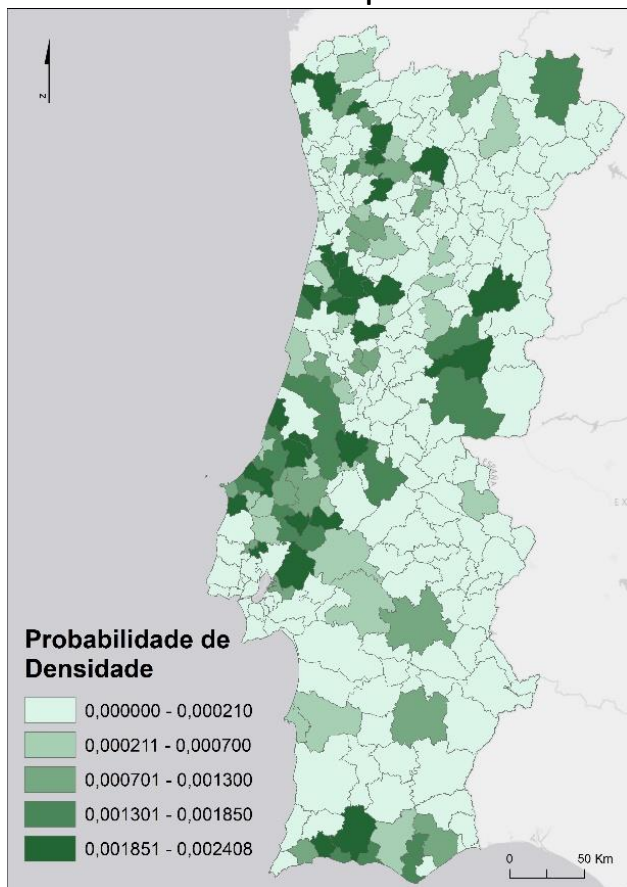 z
ESPAÑA
E X
Probabilidade de
Densidade
0,000000 - 0,000210
0,000211 - 0,000700
0,000701 - 0,001300
0,001301 - 0,001850
0,001851 - 0,002408
0
50 Km